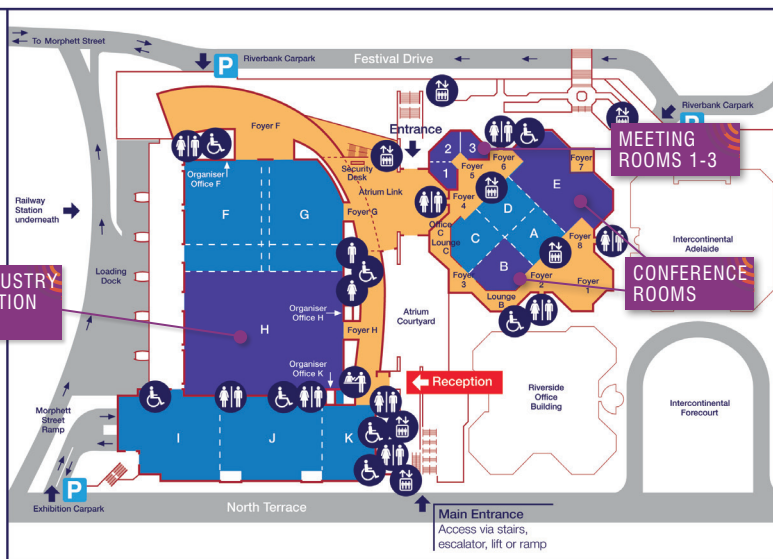 To Morphett Street
P
Riverbank Carpark
Festival Drive
Riverbank Carpark
P
Foyer F
Entrance
MEETING
ROOMS 1-3
2
3
1
Foyer
5
Foyer
6
Foyer
7
Security
Desk
Atrium Link
Organiser
Office F
F
G
Foyer G
Foyer
4
E
D
Office
C
Lounge
C
C
A
B
Foyer
8
Foyer
3
Foyer
2
Foyer
1
Lounge
B
Railway
Station
underneath
Intercontinental
Adelaide
CONFERENCE
ROOMS
Loading
Dock
USTRY
TION
H
Organiser
Office H
Foyer H
Atrium
Courtyard
Organiser
Office K
Reception
Riverside
Office
Building
Intercontinental
Forecourt
Morphett
Street
Ramp
I
J
K
P
Exhibition Carpark
North Terrace
Main Entrance
Access via stairs,
escalator, lift or ramp